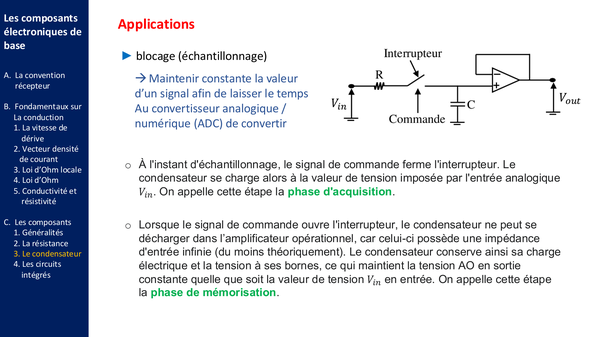 Les composants
électroniques de
base
A. La convention
récepteur
B. Fondamentaux sur
La conduction
1. La vitesse de
dérive
2. Vecteur densité
de courant
3. Loi d'Ohm locale
4. Loi d'Ohm
5. Conductivité et
résistivité
C. Les composants
1. Généralités
2. La résistance
3. Le condensateur
4. Les circuits
intégrés
Applications
► blocage (échantillonnage)
→ Maintenir constante la valeur
d'un signal afin de laisser le temps
Au convertisseur analogique /
numérique (ADC) de convertir
Interrupteur
R
Vin
C
Vout
Commande
o À l'instant d'échantillonnage, le signal de commande ferme l'interrupteur. Le
condensateur se charge alors à la valeur de tension imposée par l'entrée analogique
Vin. On appelle cette étape la phase d'acquisition.
o Lorsque le signal de commande ouvre l'interrupteur, le condensateur ne peut se
décharger dans l'amplificateur opérationnel, car celui-ci possède une impédance
d'entrée infinie (du moins théoriquement). Le condensateur conserve ainsi sa charge
électrique et la tension à ses bornes, ce qui maintient la tension AO en sortie
constante quelle que soit la valeur de tension Vin en entrée. On appelle cette étape
la phase de mémorisation.